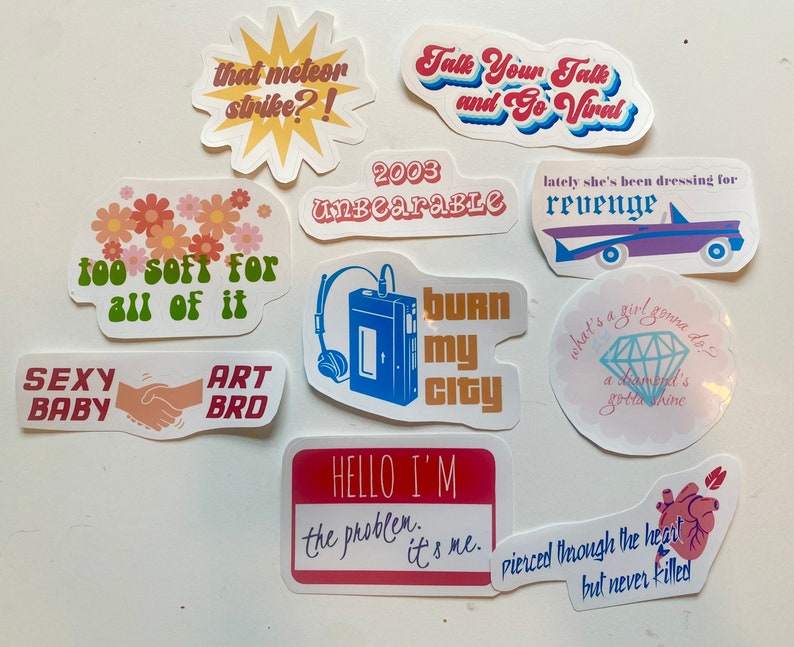 that meteor
strike?!
Talk Your Talk
and Go Viral
2003
UNBEARABLE
lately she's been dressing for
revenge
too soft for
all of it
burn
my
city
what's a girl gonna do?
a diamond's
gotta shine
SEXY
BABY
ART
BRO
HELLO I'M
the problem.
it's me.
pierced through the heart
but never killed